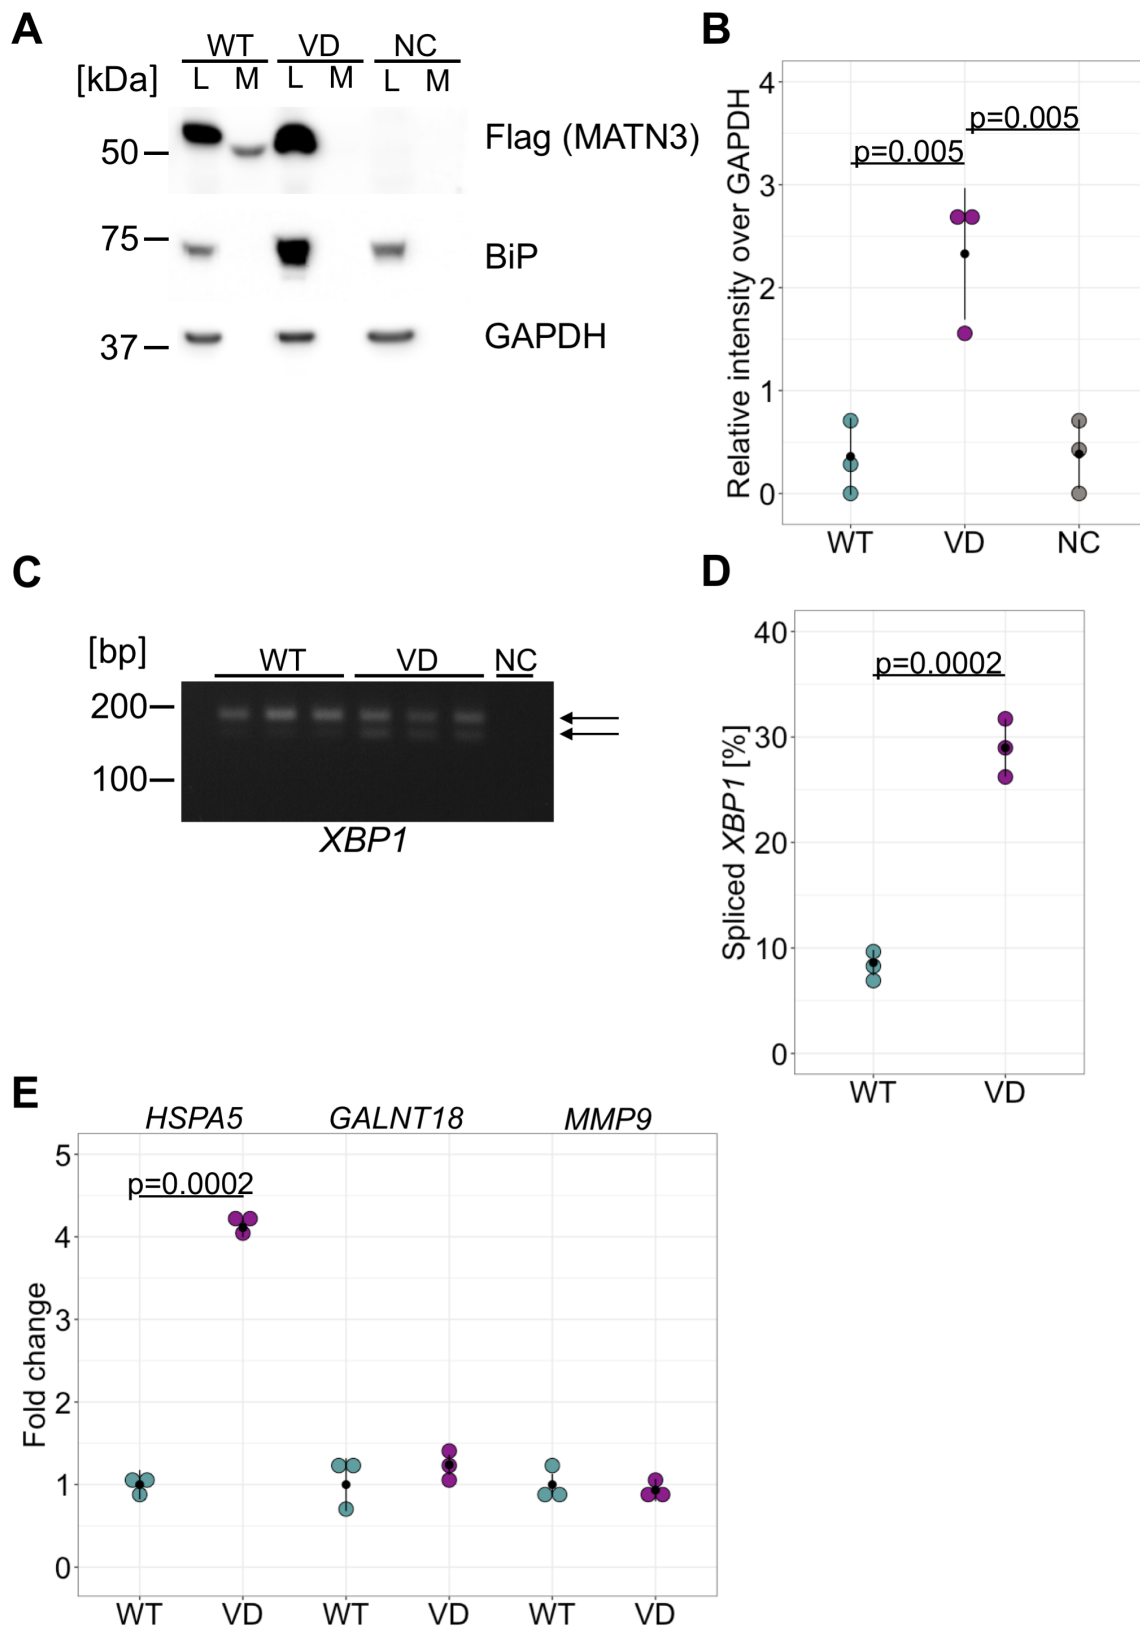 A
WT VD NC
[kDa] L M L M L M
50 Flag (MATN3)
75 BiP
37 GAPDH
B
Relative intensity over GAPDH
4
3
2
1
0
p=0.005
p=0.005
WT VD NC
C
[bp] WT VD NC
200
100
XBP1
D
Spliced XBP1 [%]
40
30
20
10
0
p=0.0002
WT VD
E
HSPA5 GALNT18 MMP9
Fold change
5
4
3
2
1
0
p=0.0002
WT VD WT VD WT VD